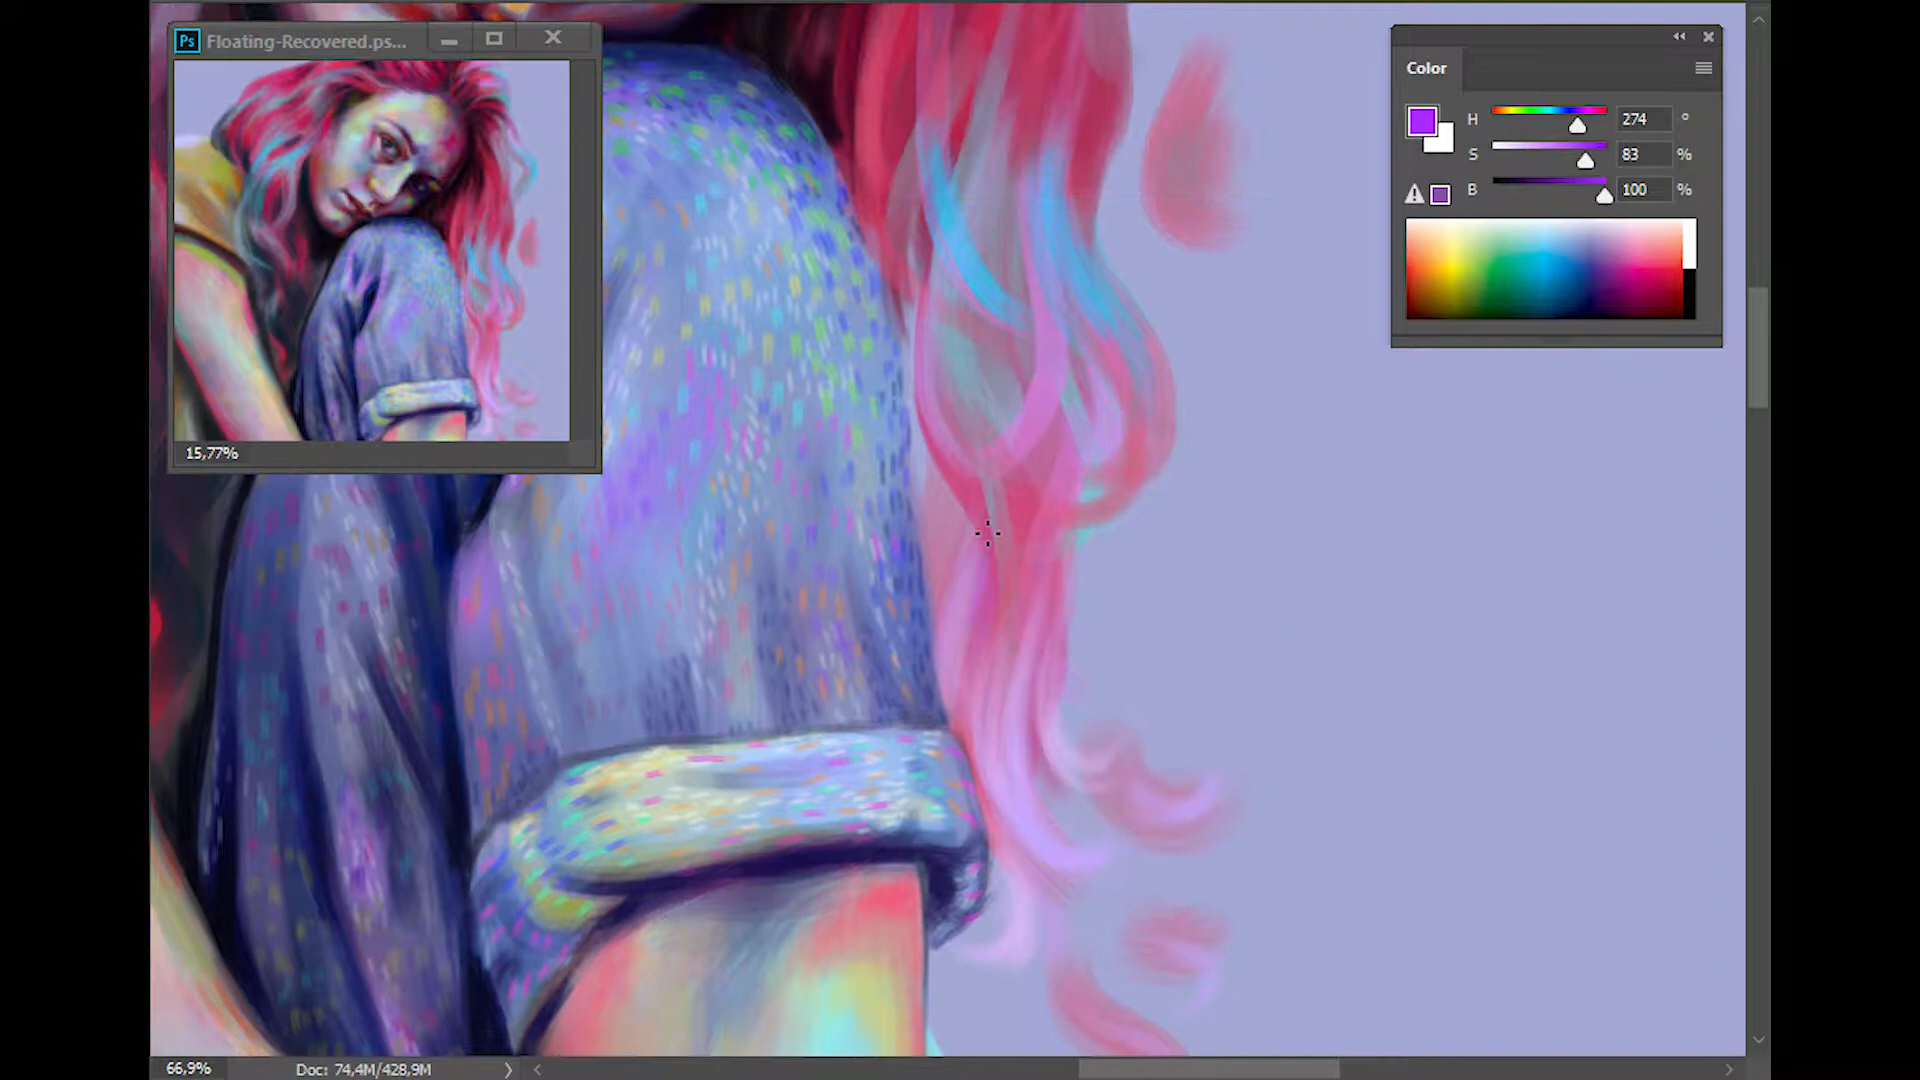 Ps Floating-Recovered.ps...
15,77%
Color
H 274 °
S 83 %
B 100 %
66,9% Doc: 74,4M/428,9M